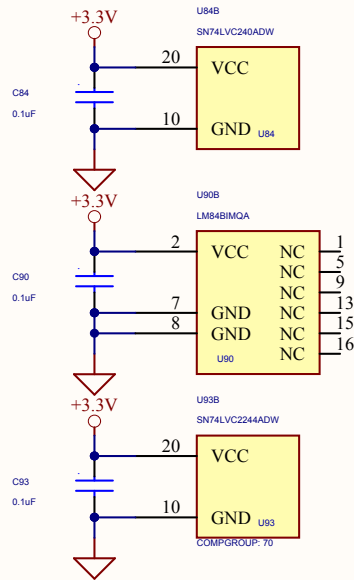 U84B
SN74LVC240ADW
+3.3V
20 VCC
C84
0.1uF
10 GND U84
U90B
LM84BIMQA
+3.3V
2 VCC NC 1
NC 5
C90
NC 9
0.1uF
7 GND NC 13
8 GND NC 15
U90 NC 16
U93B
SN74LVC2244ADW
+3.3V
20 VCC
C93
0.1uF
10 GND U93
COMPGROUP: 70